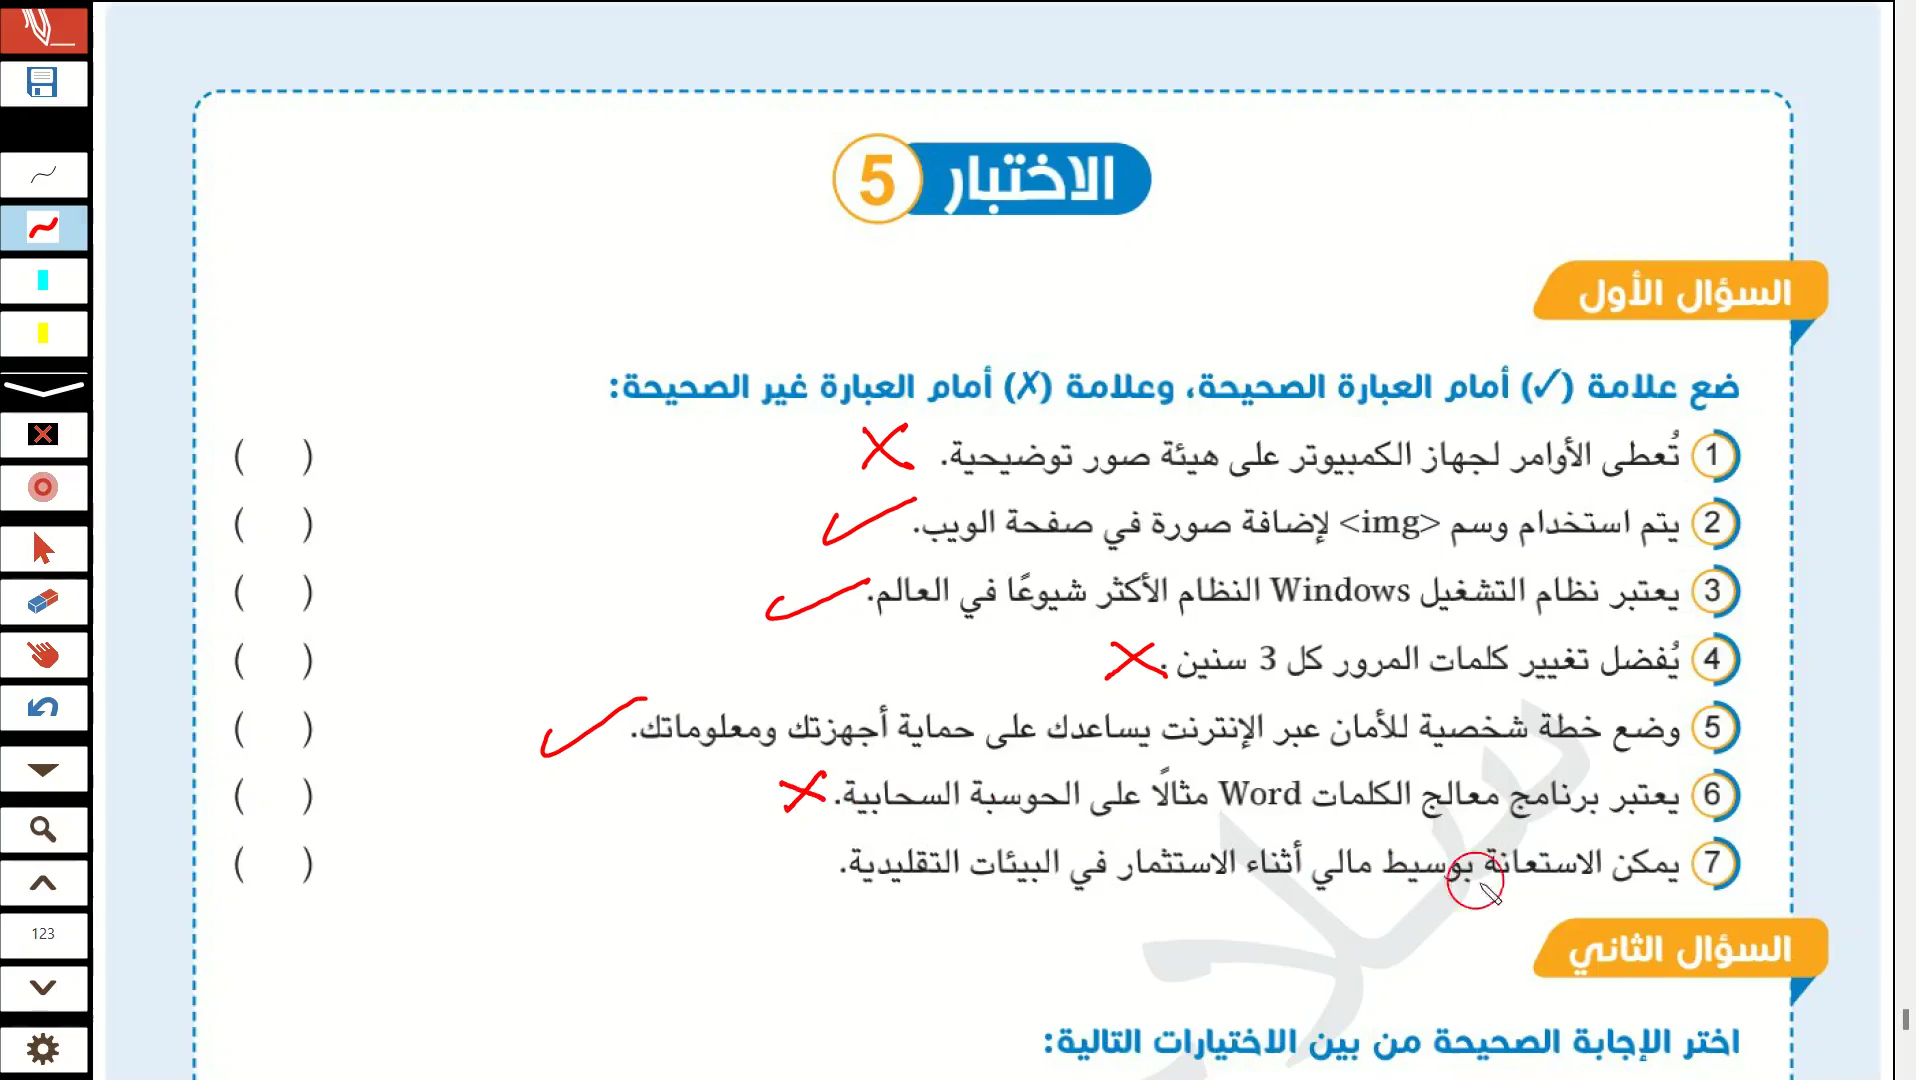 الاختبار 5
السؤال الأول
ضع علامة (✓) أمام العبارة الصحيحة، وعلامة (✗) أمام العبارة غير الصحيحة:
1 تُعطى الأوامر لجهاز الكمبيوتر على هيئة صور توضيحية. ✗ ( )
2 يتم استخدام وسم <img> لإضافة صورة في صفحة الويب. ✓ ( )
3 يعتبر نظام التشغيل Windows النظام الأكثر شيوعًا في العالم. ✓ ( )
4 يُفضل تغيير كلمات المرور كل 3 سنين . ✗ ( )
5 وضع خطة شخصية للأمان عبر الإنترنت يساعدك على حماية أجهزتك ومعلوماتك. ✓ ( )
6 يعتبر برنامج معالج الكلمات Word مثالًا على الحوسبة السحابية. ✗ ( )
7 يمكن الاستعانة بوسيط مالي أثناء الاستثمار في البيئات التقليدية. ( )
السؤال الثاني
اختر الإجابة الصحيحة من بين الاختيارات التالية:
123